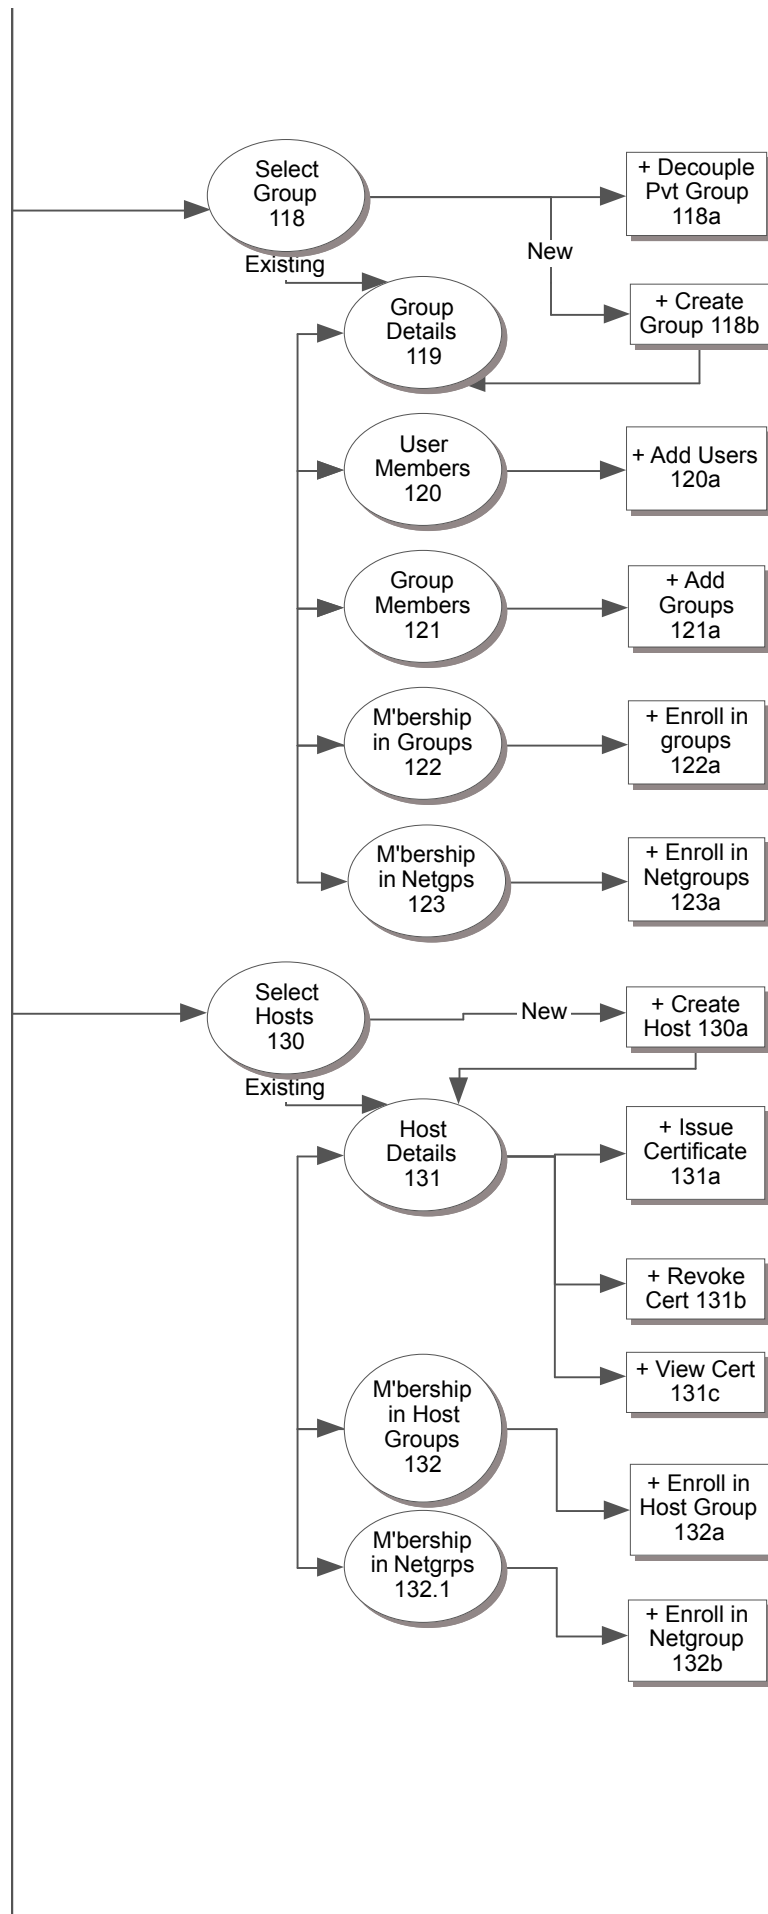 Select
Group
118
+ Decouple
Pvt Group
118a
New
Existing
Group
Details
119
+ Create
Group 118b
User
Members
120
+ Add Users
120a
Group
Members
121
+ Add
Groups
121a
M'bership
in Groups
122
+ Enroll in
groups
122a
M'bership
in Netgps
123
+ Enroll in
Netgroups
123a
Select
Hosts
130
New
+ Create
Host 130a
Existing
Host
Details
131
+ Issue
Certificate
131a
+ Revoke
Cert 131b
+ View Cert
131c
M'bership
in Host
Groups
132
+ Enroll in
Host Group
132a
M'bership
in Netgrps
132.1
+ Enroll in
Netgroup
132b